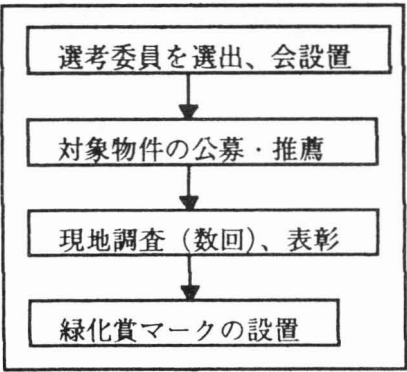 選考委員を選出、会設置
対象物件の公募・推薦
現地調査（数回）、表彰
緑化賞マークの設置